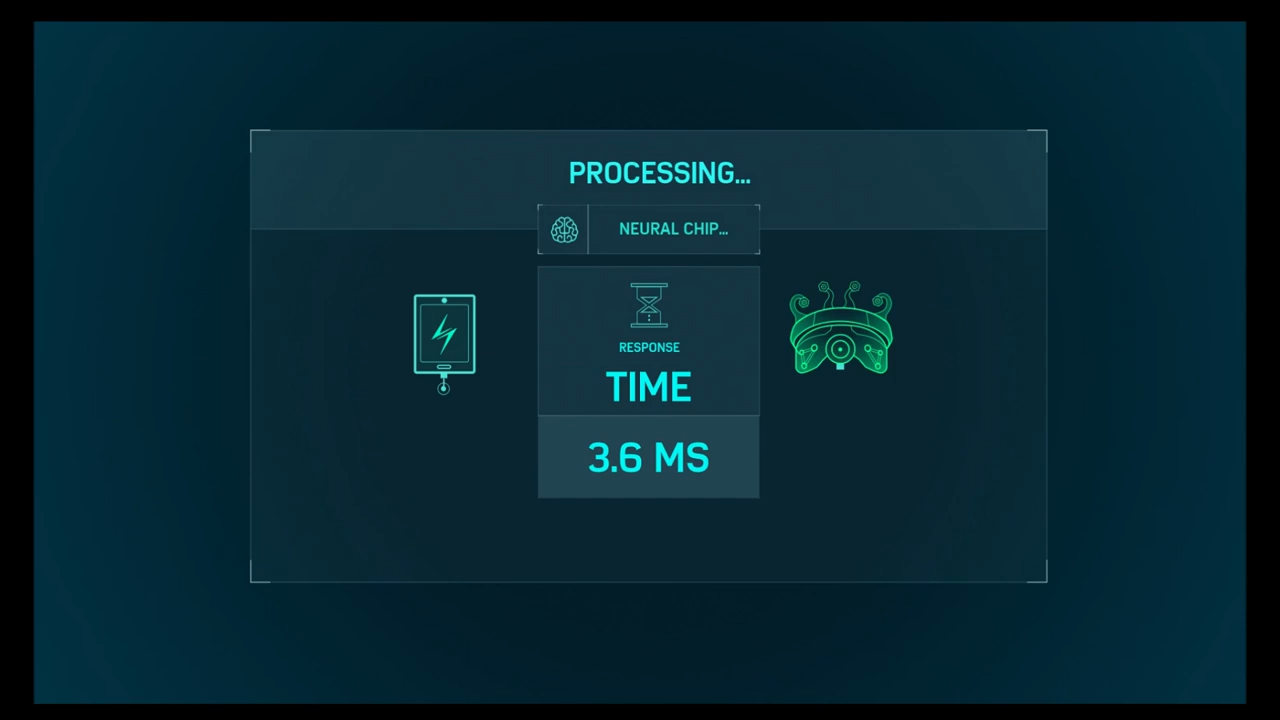 PROCESSING...
NEURAL CHIP...
RESPONSE
TIME
3.6 MS